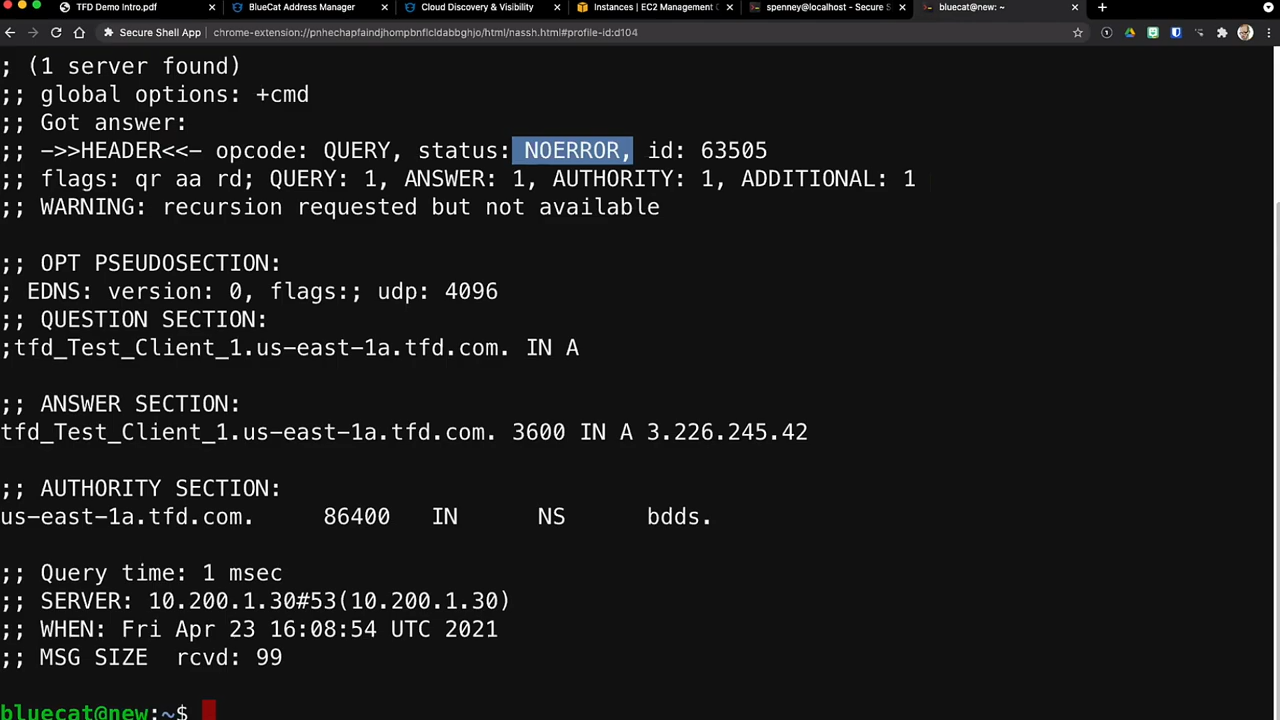 TFD Demo Intro.pdf
BlueCat Address Manager
Cloud Discovery & Visibility
Instances | EC2 Management C
spenney@localhost - Secure S
bluecat@new: ~
Secure Shell App
chrome-extension://pnhechapfaindjhompbnflcldabbghjo/html/nassh.html#profile-id:d104
; (1 server found)
;; global options: +cmd
;; Got answer:
;; ->>HEADER<<- opcode: QUERY, status: NOERROR, id: 63505
;; flags: qr aa rd; QUERY: 1, ANSWER: 1, AUTHORITY: 1, ADDITIONAL: 1
;; WARNING: recursion requested but not available
;; OPT PSEUDOSECTION:
; EDNS: version: 0, flags:; udp: 4096
;; QUESTION SECTION:
;tfd_Test_Client_1.us-east-1a.tfd.com. IN A
;; ANSWER SECTION:
tfd_Test_Client_1.us-east-1a.tfd.com. 3600 IN A 3.226.245.42
;; AUTHORITY SECTION:
us-east-1a.tfd.com. 86400 IN NS bdds.
;; Query time: 1 msec
;; SERVER: 10.200.1.30#53(10.200.1.30)
;; WHEN: Fri Apr 23 16:08:54 UTC 2021
;; MSG SIZE rcvd: 99
bluecat@new:~$